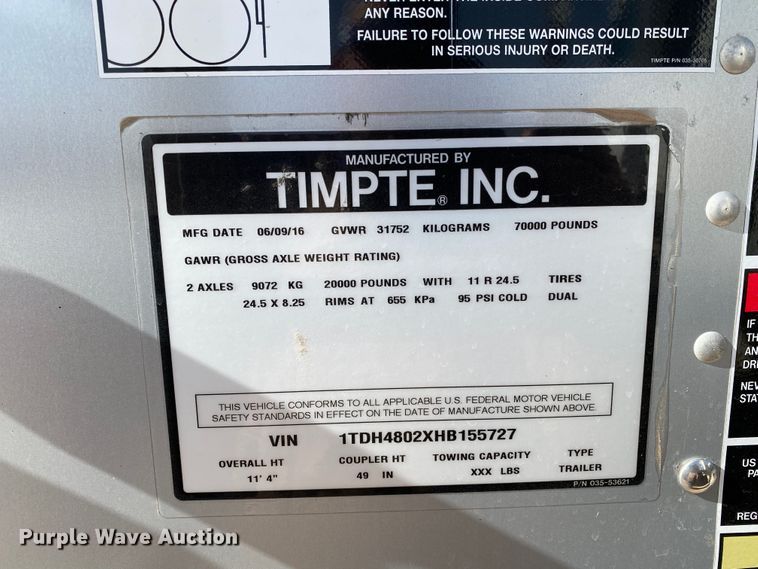 ANY REASON.
FAILURE TO FOLLOW THESE WARNINGS COULD RESULT
IN SERIOUS INJURY OR DEATH.
TIMPTE P/N
MANUFACTURED BY
TIMPTE® INC.
MFG DATE 06/09/16 GVWR 31752 KILOGRAMS 70000 POUNDS
GAWR (GROSS AXLE WEIGHT RATING)
2 AXLES 9072 KG 20000 POUNDS WITH 11 R 24.5 TIRES
24.5 X 8.25 RIMS AT 655 KPa 95 PSI COLD DUAL
THIS VEHICLE CONFORMS TO ALL APPLICABLE U.S. FEDERAL MOTOR VEHICLE
SAFETY STANDARDS IN EFFECT ON THE DATE OF MANUFACTURE SHOWN ABOVE.
VIN 1TDH4802XHB155727
OVERALL HT COUPLER HT TOWING CAPACITY TYPE
11' 4" 49 IN XXX LBS TRAILER
P/N 035-53621
IF
AN
US
REG
Purple Wave Auction